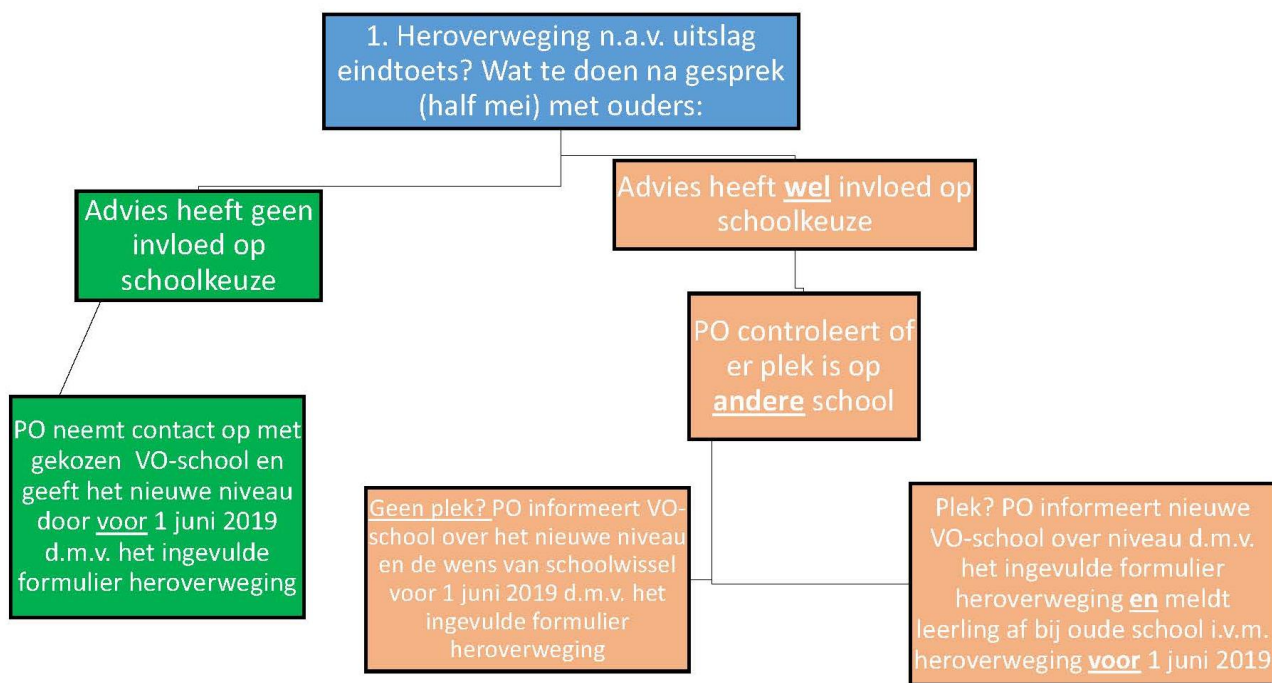 1. Heroverweging n.a.v. uitslag
eindtoets? Wat te doen na gesprek
(half mei) met ouders:
Advies heeft geen
invloed op
schoolkeuze
Advies heeft wel invloed op
schoolkeuze
PO controleert of
er plek is op
andere school
PO neemt contact op met
gekozen VO-school en
geeft het nieuwe niveau
door voor 1 juni 2019
d.m.v. het ingevulde
formulier heroverweging
Geen plek? PO informeert VO-
school over het nieuwe niveau
en de wens van schoolwissel
voor 1 juni 2019 d.m.v. het
ingevulde formulier
heroverweging
Plek? PO informeert nieuwe
VO-school over niveau d.m.v.
het ingevulde formulier
heroverweging en meldt
leerling af bij oude school i.v.m.
heroverweging voor 1 juni 2019